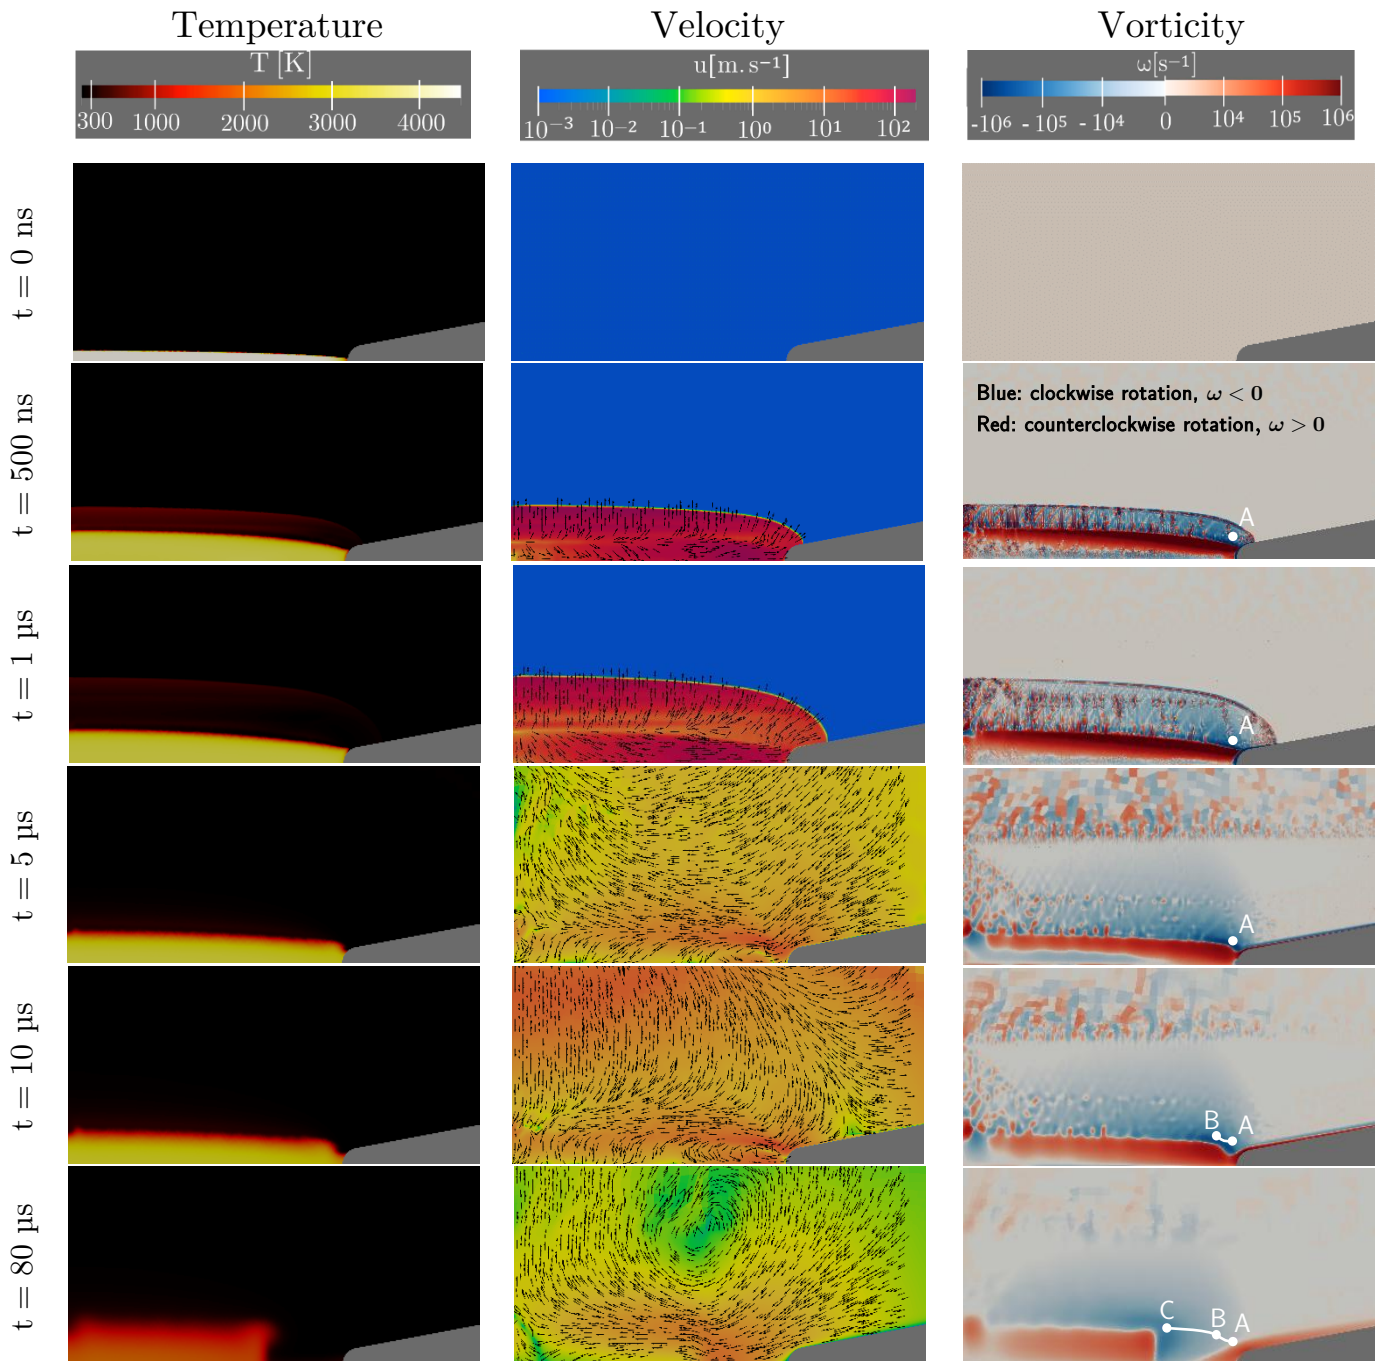 Temperature
Velocity
Vorticity
T [K]
300 1000 2000 3000 4000
u[m.s⁻¹]
10⁻³ 10⁻² 10⁻¹ 10⁰ 10¹ 10²
ω[s⁻¹]
-10⁶ -10⁵ -10⁴ 0 10⁴ 10⁵ 10⁶
t = 0 ns
t = 500 ns
Blue: clockwise rotation, ω < 0
Red: counterclockwise rotation, ω > 0
A
t = 1 µs
A
t = 5 µs
A
t = 10 µs
B A
t = 80 µs
C B A